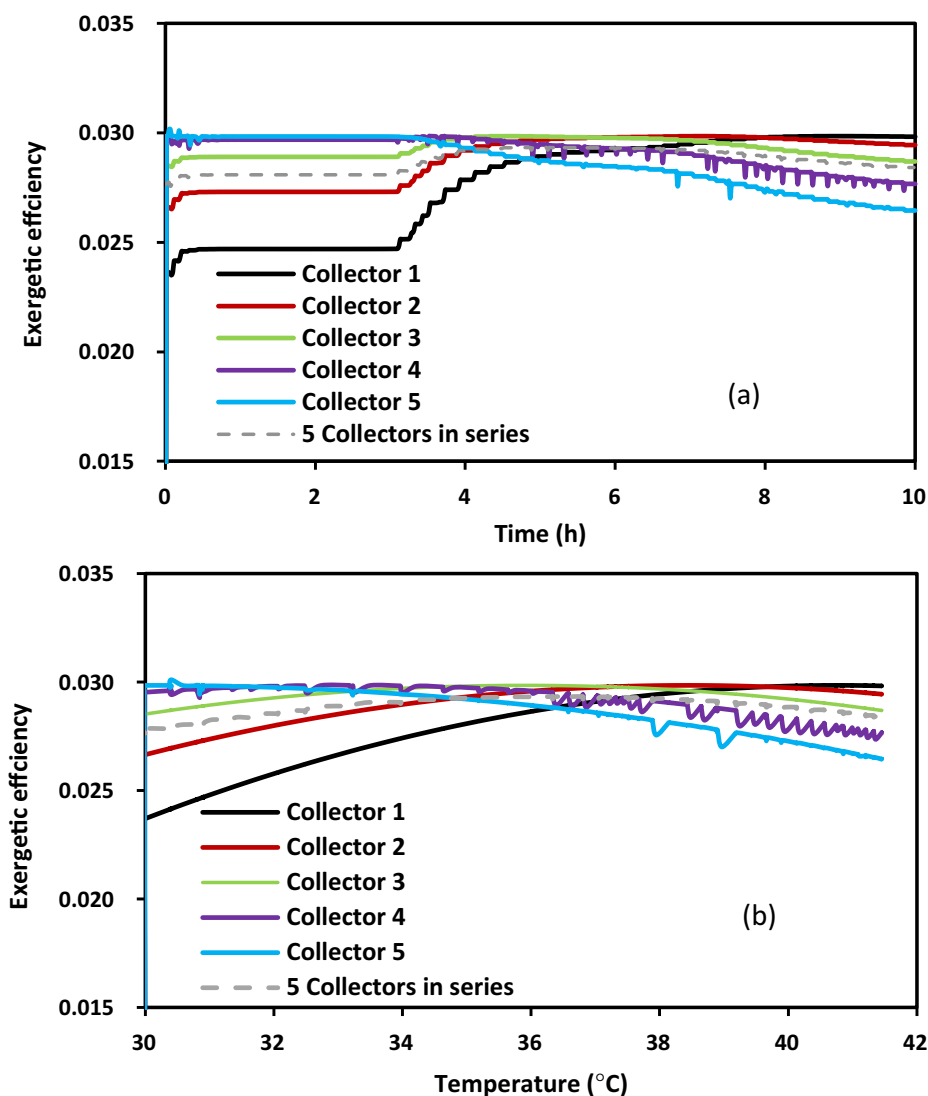 0.035
0.030
0.025
0.020
0.015
Exergetic effciency
Collector 1
Collector 2
Collector 3
Collector 4
Collector 5
5 Collectors in series
(a)
0 2 4 6 8 10
Time (h)
0.035
0.030
0.025
0.020
0.015
Exergetic effciency
Collector 1
Collector 2
Collector 3
Collector 4
Collector 5
5 Collectors in series
(b)
30 32 34 36 38 40 42
Temperature (°C)